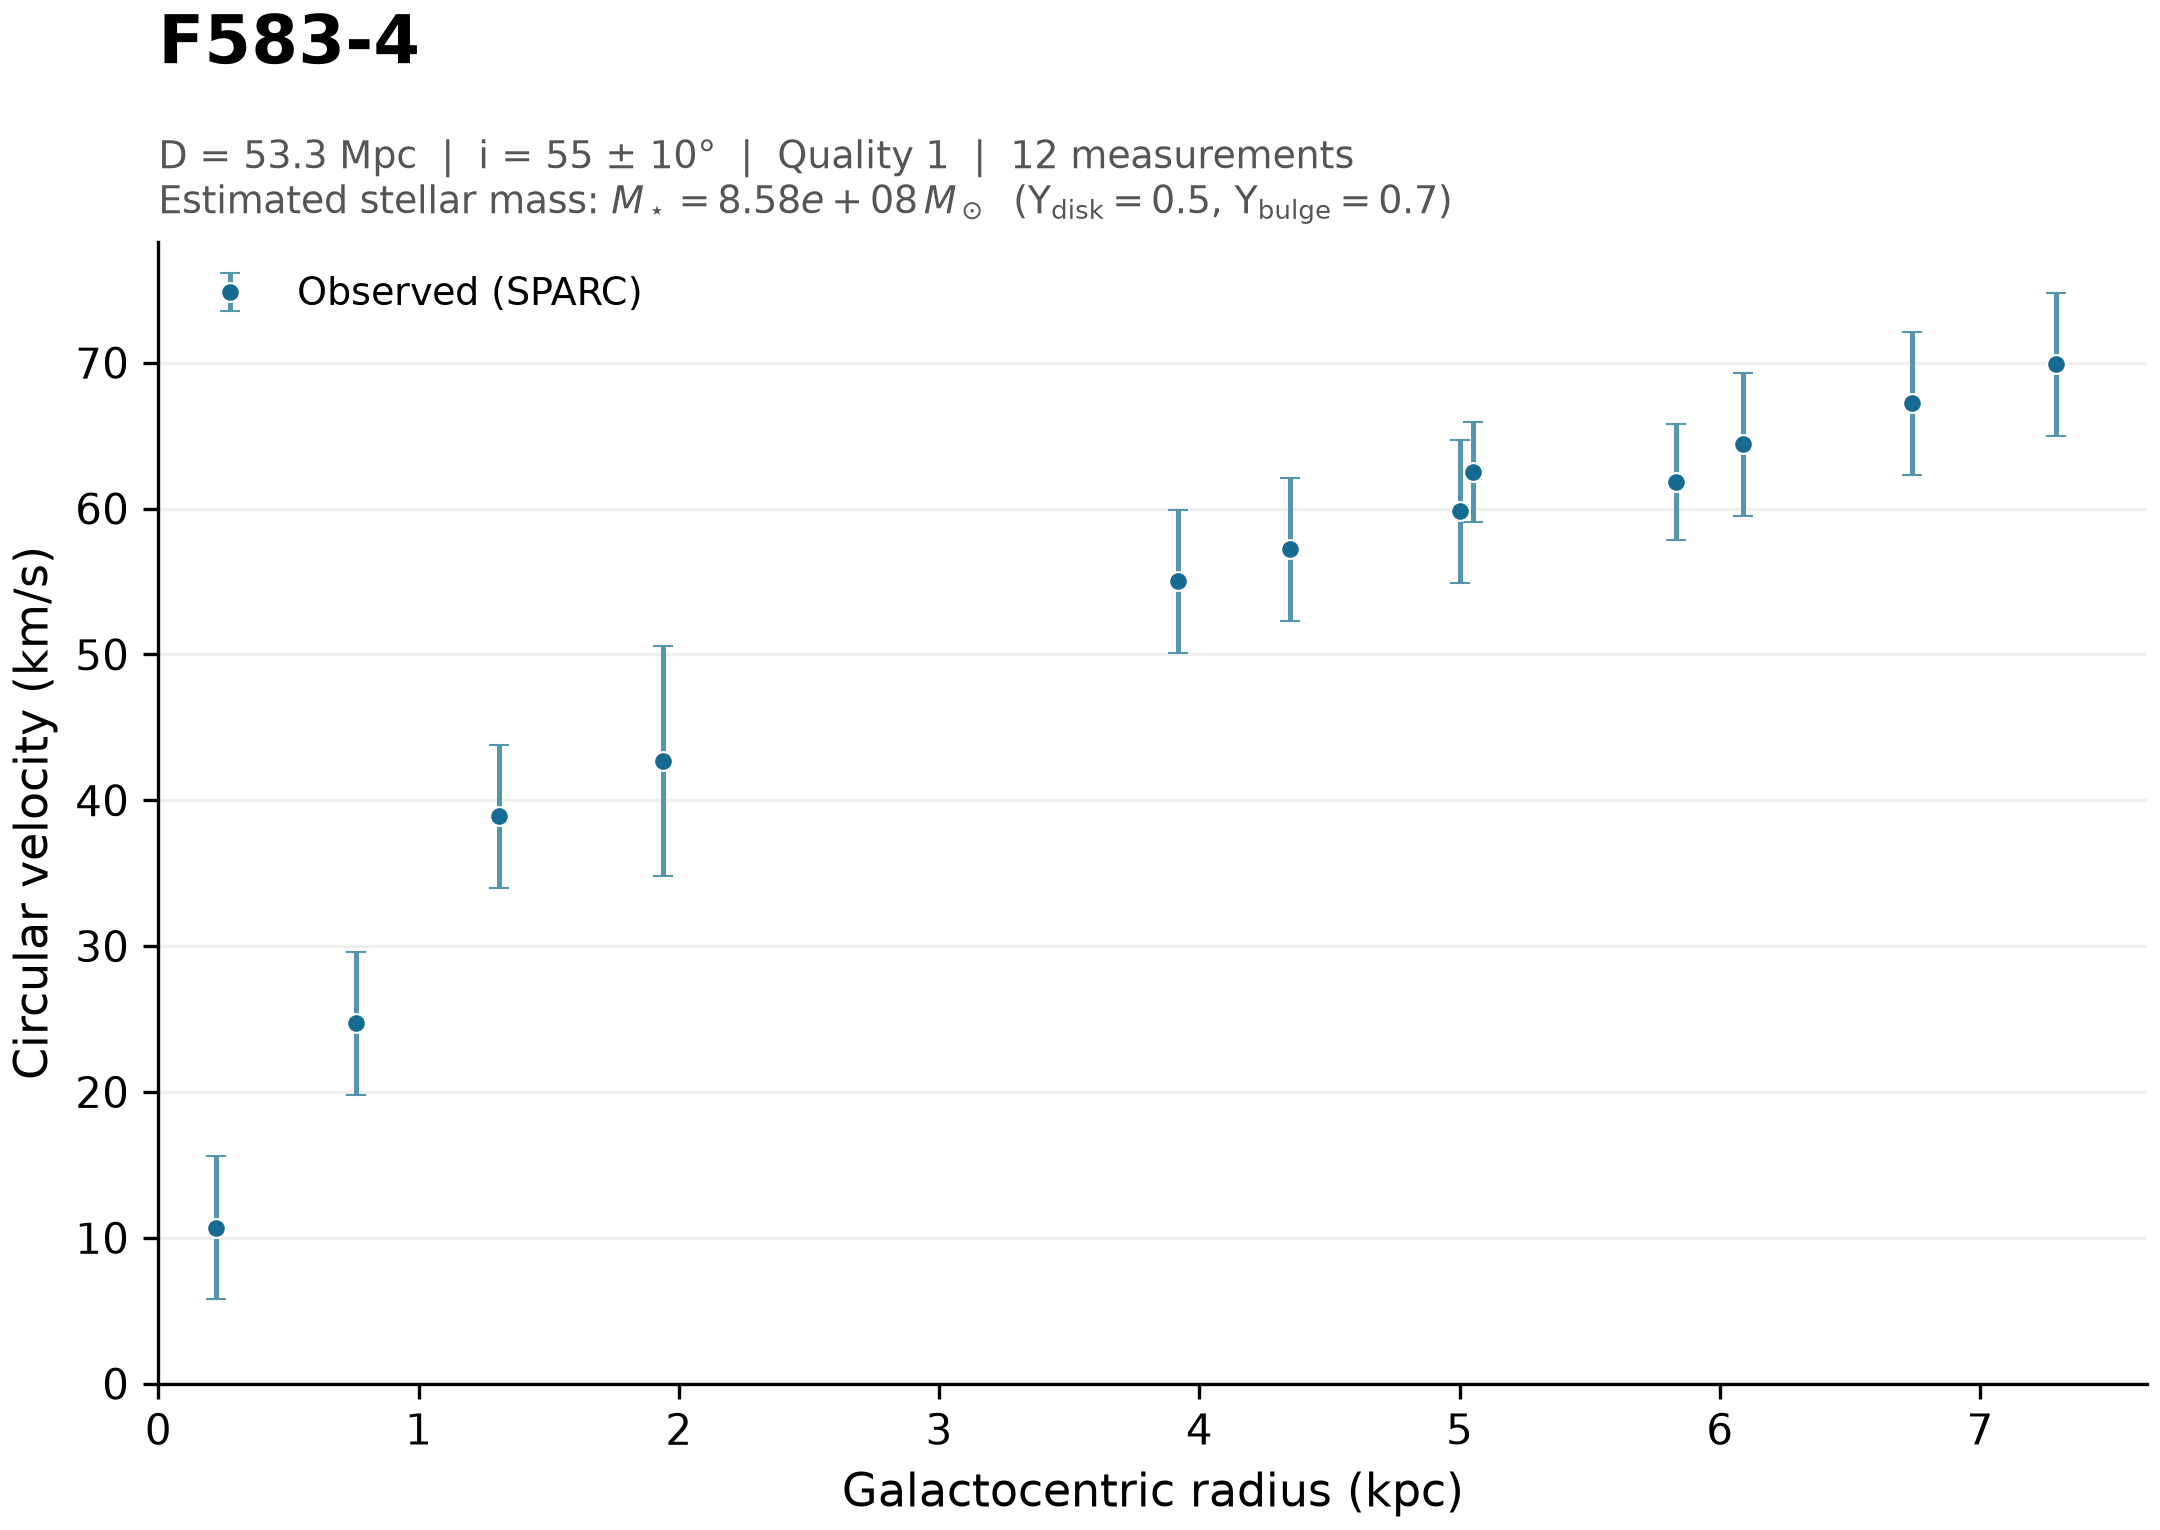 F583-4
D = 53.3 Mpc | i = 55 ± 10° | Quality 1 | 12 measurements
Estimated stellar mass: M⋆ = 8.58e + 08 M⊙ (Υdisk = 0.5, Υbulge = 0.7)
Observed (SPARC)
70
60
50
40
30
20
10
0
Circular velocity (km/s)
0 1 2 3 4 5 6 7
Galactocentric radius (kpc)